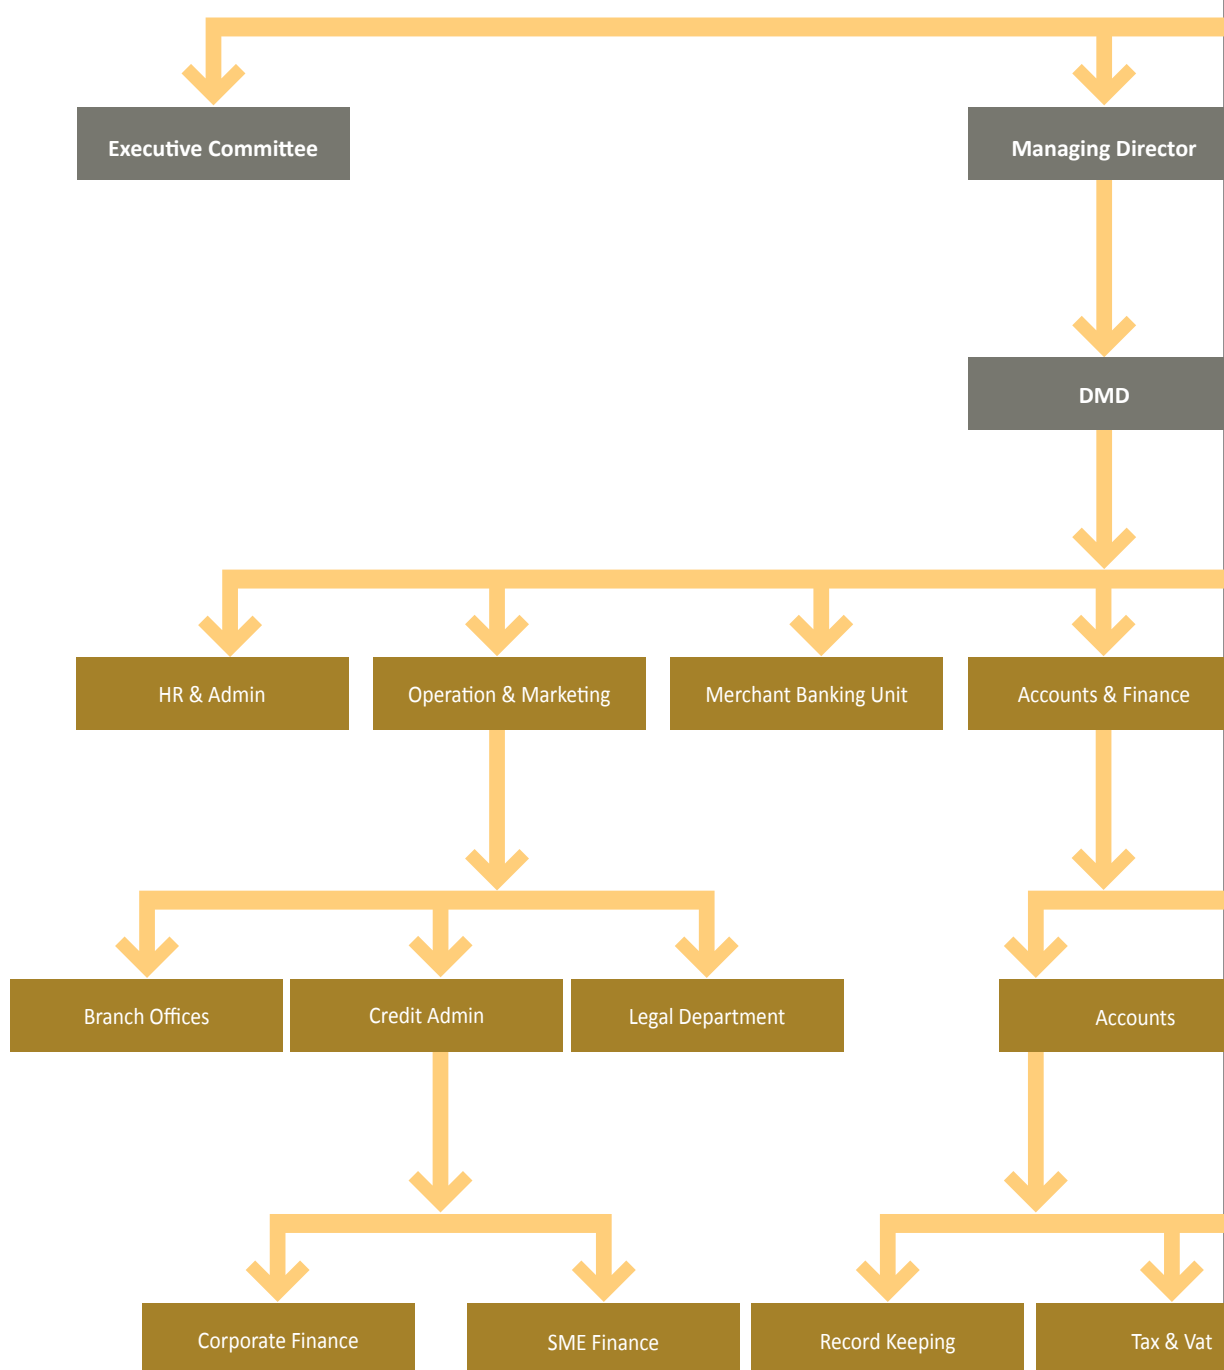 Executive Committee
Managing Director
DMD
HR & Admin
Operation & Marketing
Merchant Banking Unit
Accounts & Finance
Branch Offices
Credit Admin
Legal Department
Accounts
Corporate Finance
SME Finance
Record Keeping
Tax & Vat